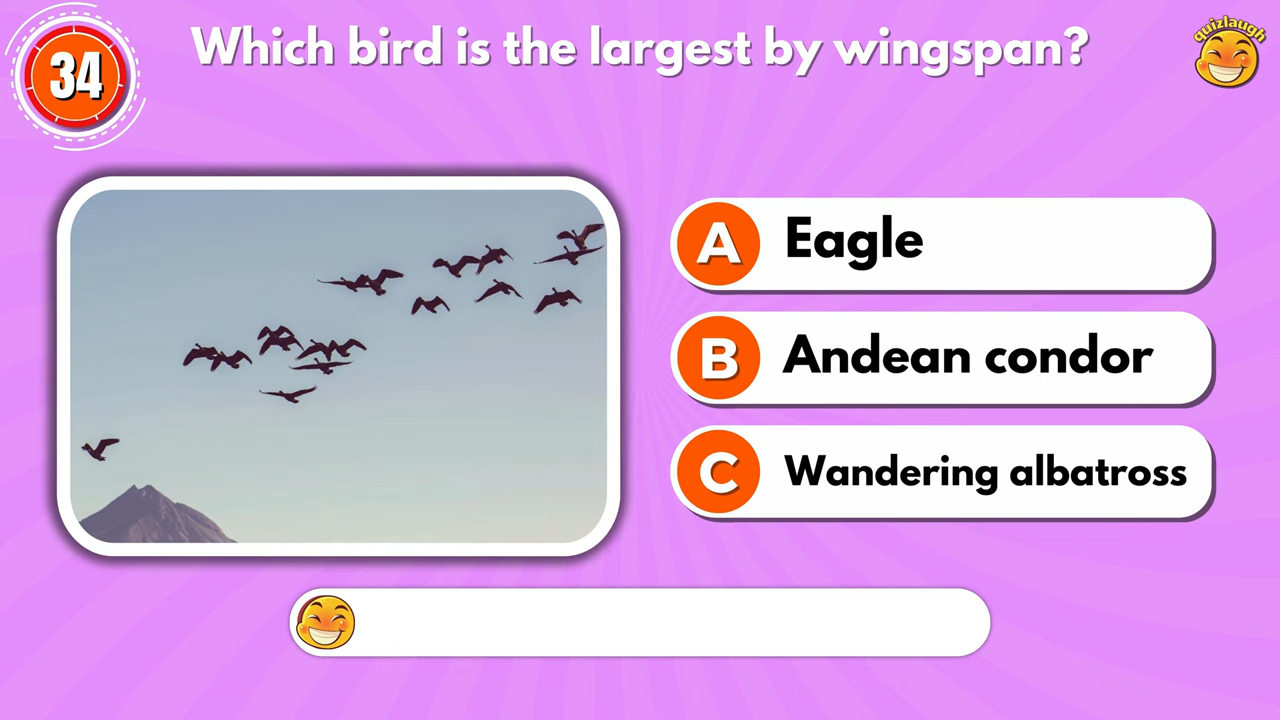 34
Which bird is the largest by wingspan?
quizlaugh
A Eagle
B Andean condor
C Wandering albatross